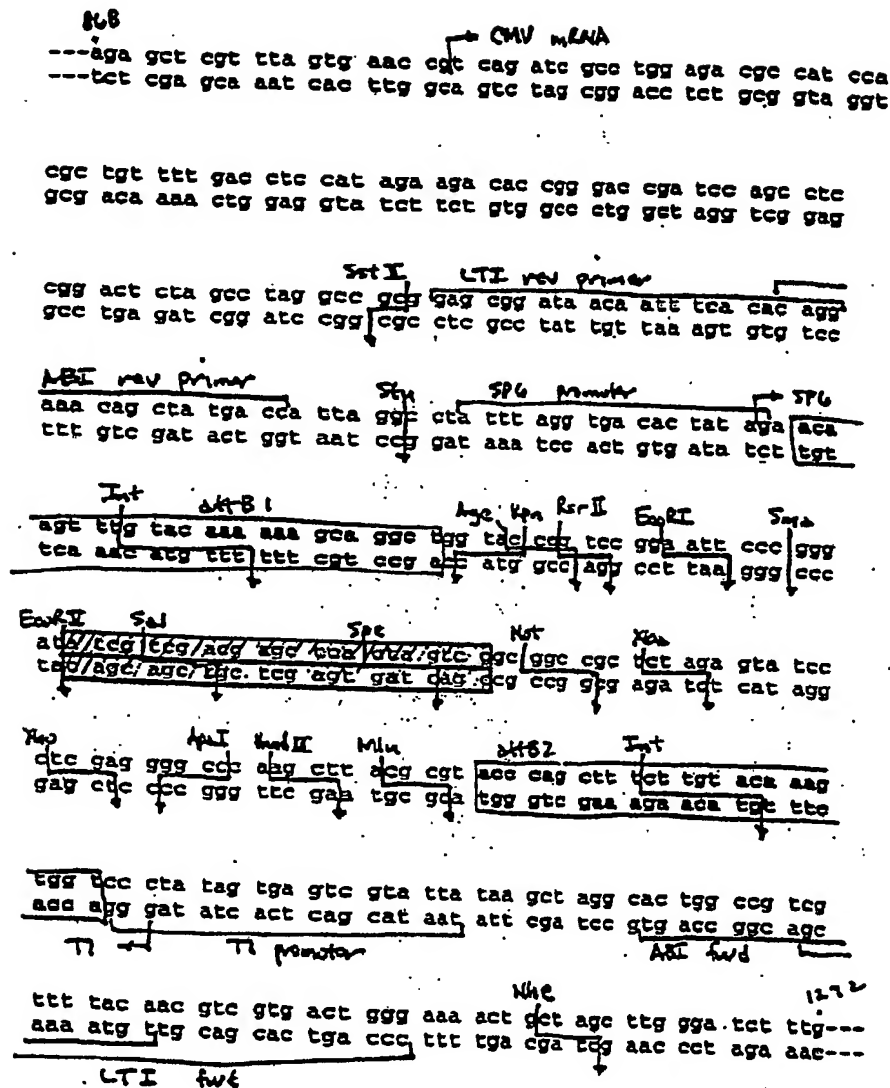 868
CMV mRNA
---aga gct cgt tta gtg aac cgt cag atc gcc tgg aga cgc cat cca
---tct cga gca aat cac ttg gca gtc tag cgg acc tct gcg gta ggt
cgc tgt ttt gac ctc cat aga aga cac cgg gac cga tcc agc ctc
gcg aca aaa ctg gag gta tct tct gtg gcc ctg gct agg tcg gag
Sst II LTI rev primer
cgg act cta gcc tag gcc gcg gag cgg ata aca att tca cac agg
gcc tga gat cgg atc cgg cgc ctc gcc tat tgt taa agt gtg tcc
ABI rev primer Stu SP6 promoter SP6
aaa cag cta tga cca tta ggc cta ttt agg tga cac tat aga aca
ttt gtc gat act ggt aat ccg gat aaa tcc act gtg ata tct tgt
Int attB1 Age Kpn RsrII EcoRI Sma
agt ttg tac aaa aaa gca ggc tgg tac ccg tcc gga att ccc ggg
tca aac atg ttt ttt cgt ccg acc atg ggc agg cct taa ggg ccc
EcoRV Sal Spe Not Xba
ata tcg tcg acg agc cca cta gtc ggc ggc cgc tct aga gta tcc
agc agc tgc tcg agt gat cag ccg ccg gcg aga tct cat agg
Xho ApaI HindIII Mlu attB2 Int
ctc gag ggg ccc aag ctt acg cgt acc cag ctt tct tgt aca aag
gag ctc ccc ggg ttc gaa tgc gca tgg gtc gaa aga aca tgt ttc
tgg tcc cta tag tga gtc gta tta taa gct agg cac tgg ccg tcg
acc agg gat atc act cag cat aat att cga tcc gtg acc ggc agc
T7 T7 promoter ABI fwd
ttt tac aac gtc gtg act ggg aaa act gct agc ttg gga tct ttg---
aaa atg ttg cag cac tga ccc ttt tga cga tcg aac cct aga aac---
Nhe 1272
LTI fwd